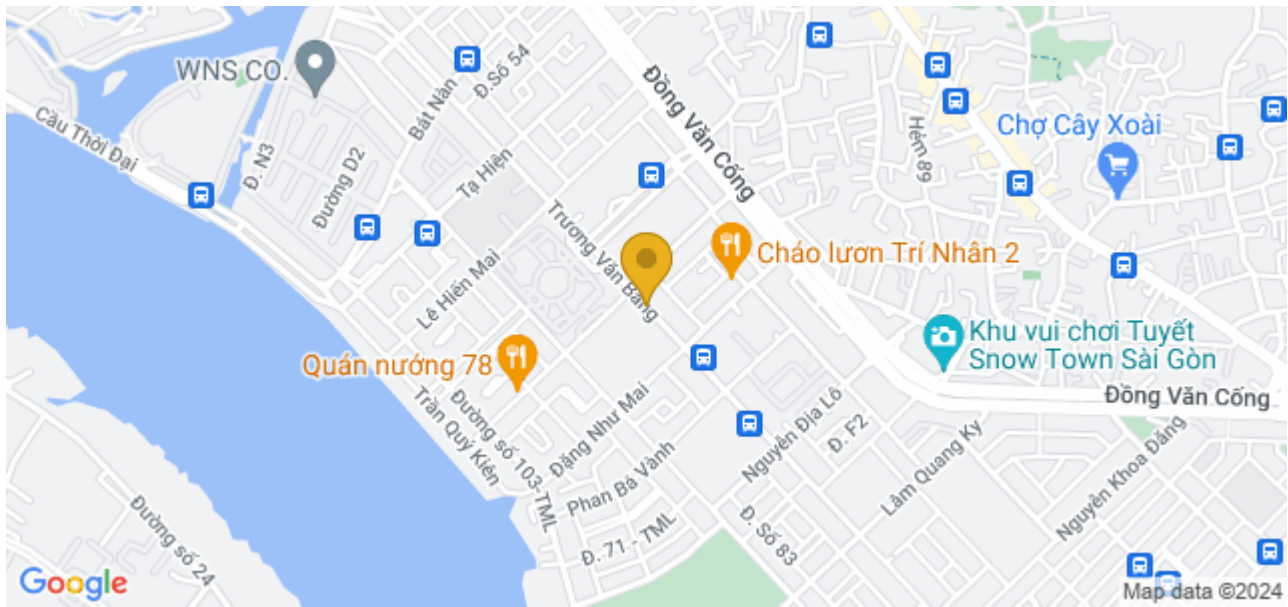 WNS CO.
Cầu Thời Đại
Đ. N3
Đường D2
Bát Nàn
Đ.Số 54
Tạ Hiện
Lê Hiến Mai
Đồng Văn Cống
Hẻm 89
Chợ Cây Xoài
Trương Văn Bang
Cháo lươn Trí Nhân 2
Quán nướng 78
Khu vui chơi Tuyết
Snow Town Sài Gòn
Đồng Văn Cống
Trần Quý Kiên
Đường số 103-TML
Đặng Như Mai
Phan Bá Vành
Nguyễn Địa Lô
Đ. F2
Lâm Quang Ky
Nguyễn Khoa Đăng
Đ. 71 - TML
Đ. Số 83
Đường số 24
Google
Map data ©2024